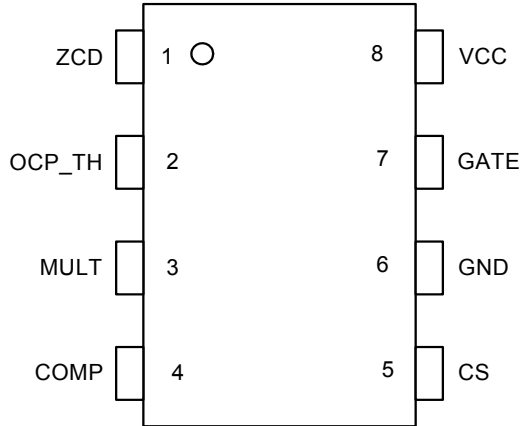 ZCD 1 8 VCC
OCP_TH 2 7 GATE
MULT 3 6 GND
COMP 4 5 CS